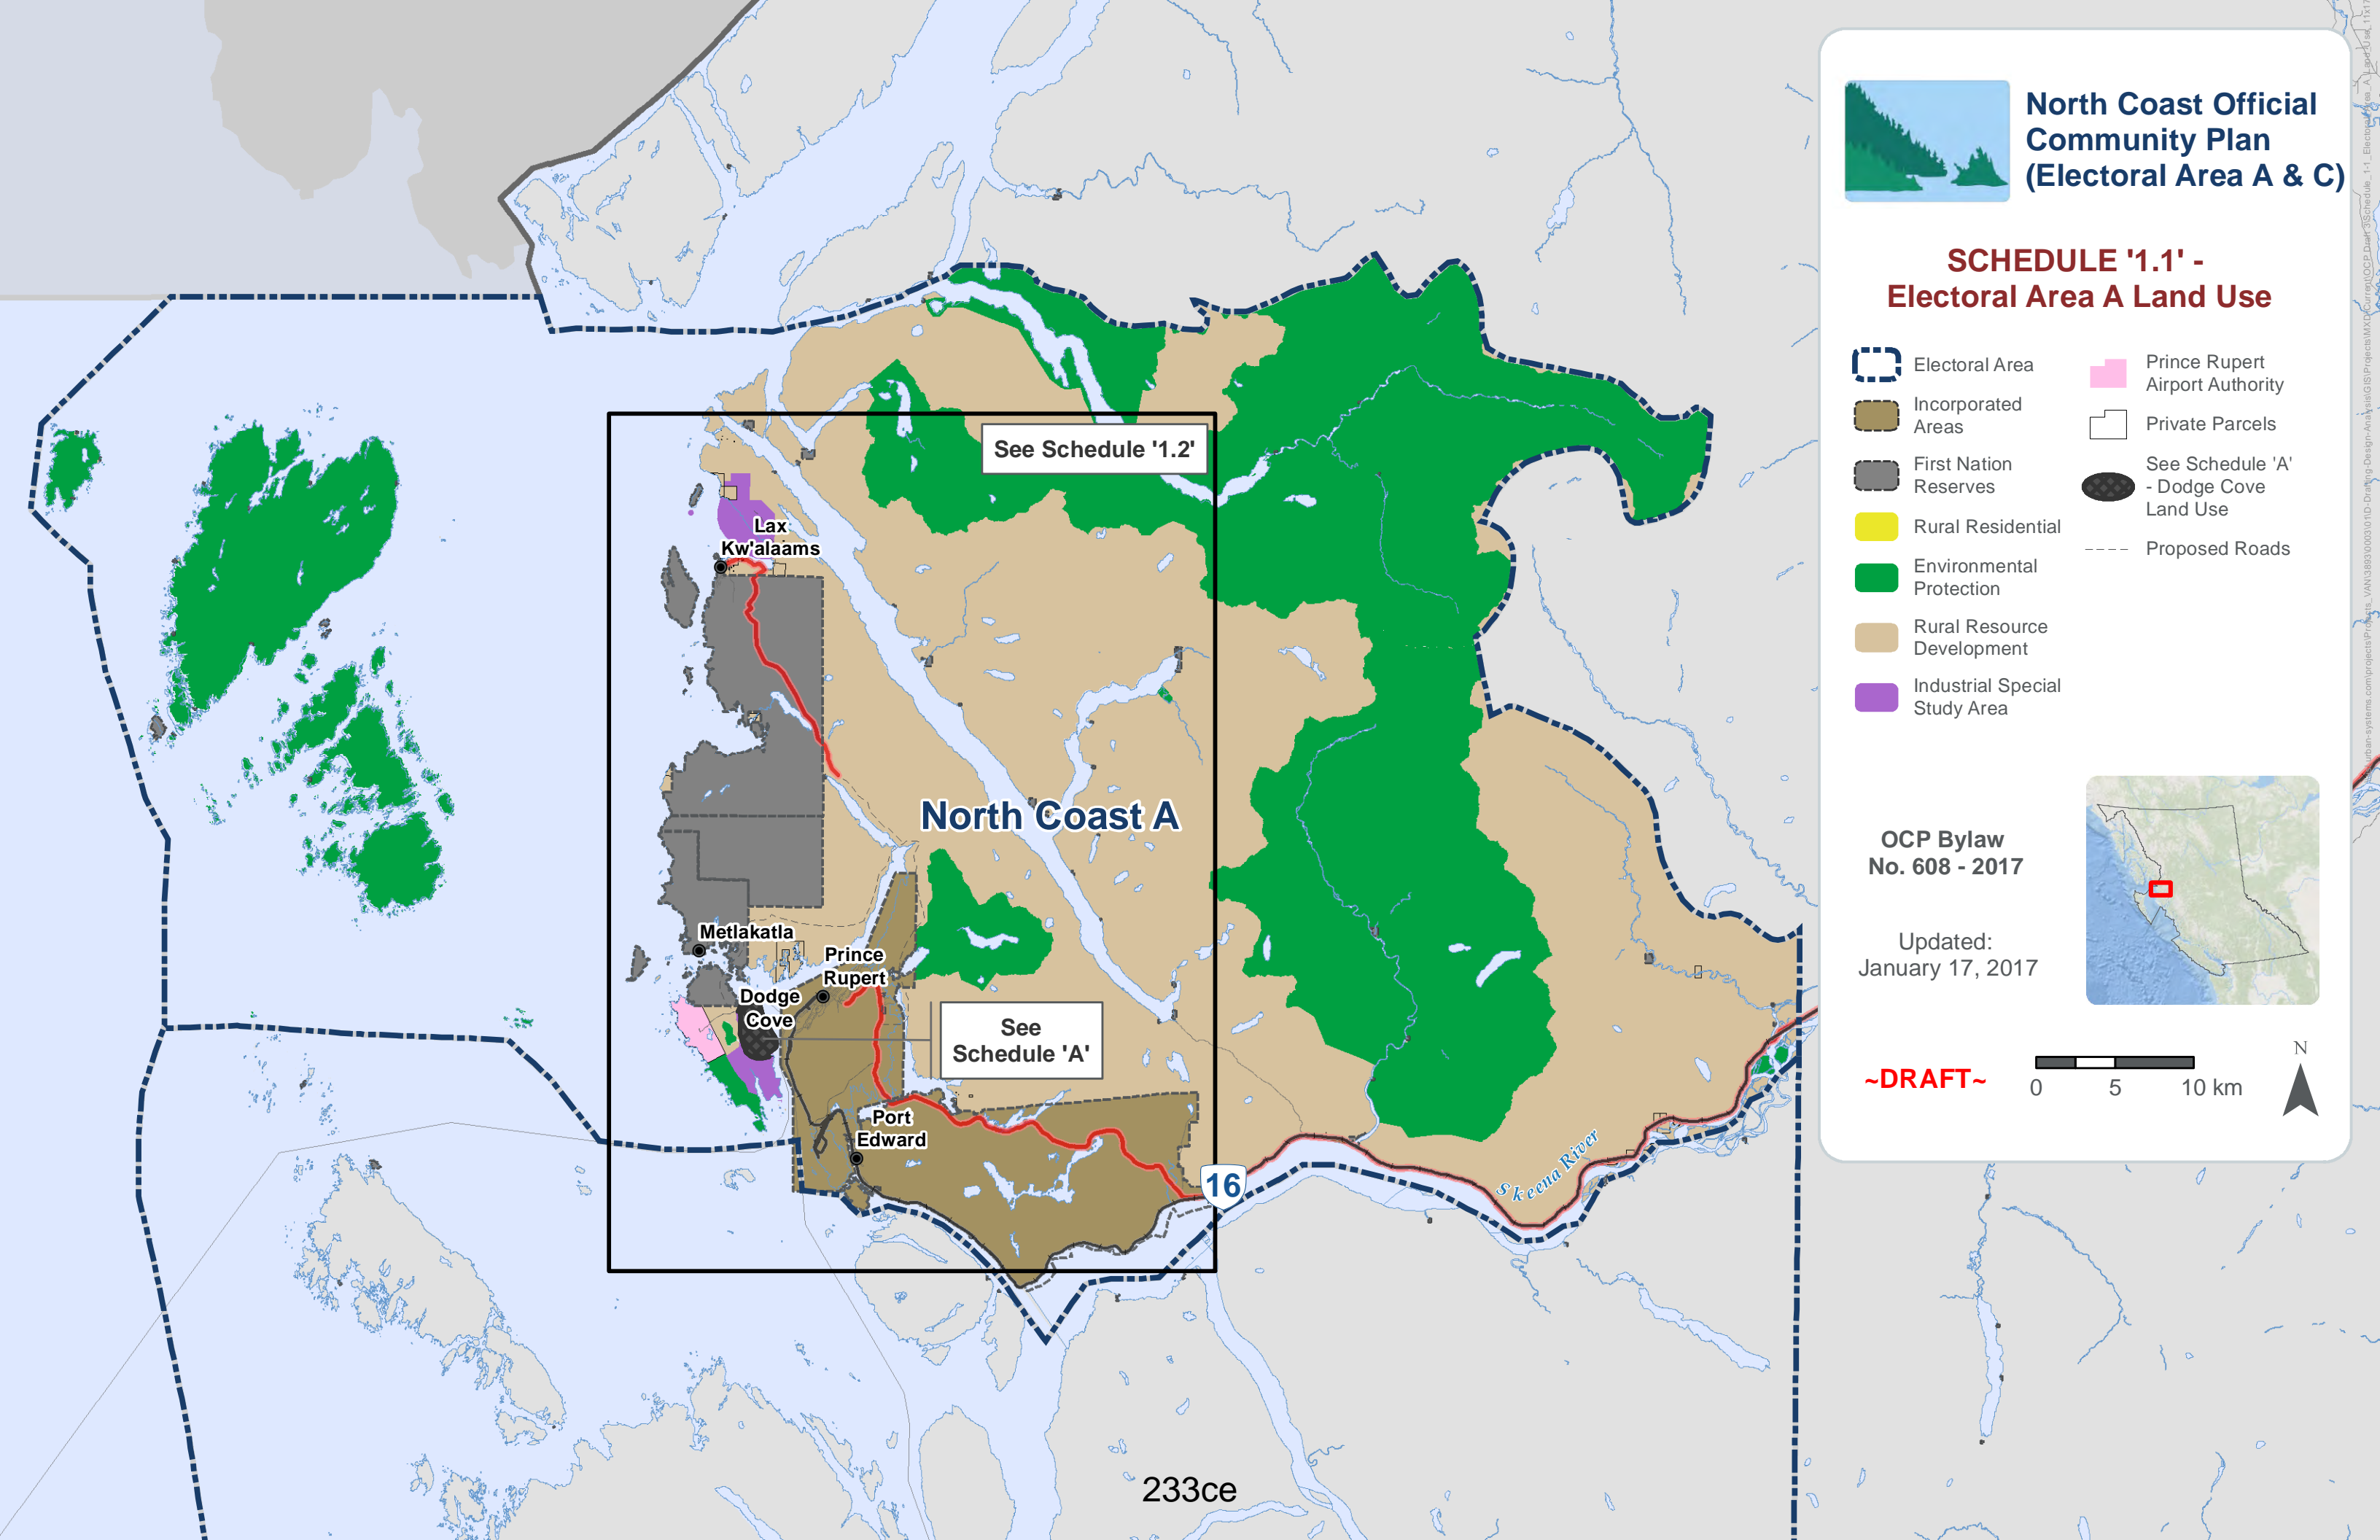 North Coast Official
Community Plan
(Electoral Area A & C)
SCHEDULE '1.1' -
Electoral Area A Land Use
Electoral Area
Incorporated
Areas
First Nation
Reserves
Rural Residential
Environmental
Protection
Rural Resource
Development
Industrial Special
Study Area
Prince Rupert
Airport Authority
Private Parcels
See Schedule 'A'
- Dodge Cove
Land Use
Proposed Roads
OCP Bylaw
No. 608 - 2017
Updated:
January 17, 2017
~DRAFT~
0 5 10 km
N
See Schedule '1.2'
Lax
Kw'alaams
North Coast A
Metlakatla
Prince
Rupert
Dodge
Cove
See
Schedule 'A'
Port
Edward
16
Skeena River
233ce